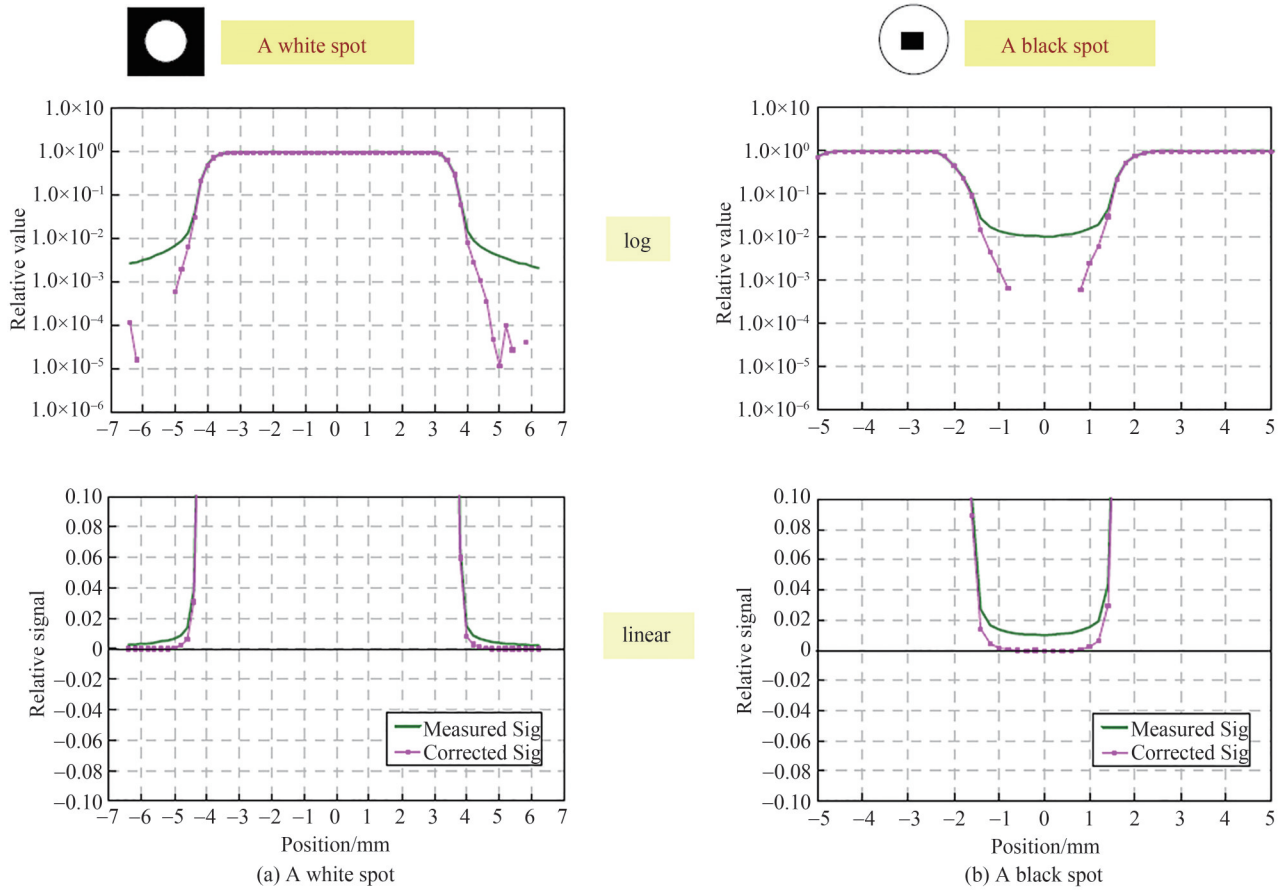 A white spot
A black spot
1.0×10
1.0×10⁰
1.0×10⁻¹
1.0×10⁻²
1.0×10⁻³
1.0×10⁻⁴
1.0×10⁻⁵
1.0×10⁻⁶
Relative value
–7 –6 –5 –4 –3 –2 –1 0 1 2 3 4 5 6 7
log
1.0×10
1.0×10⁰
1.0×10⁻¹
1.0×10⁻²
1.0×10⁻³
1.0×10⁻⁴
1.0×10⁻⁵
1.0×10⁻⁶
Relative value
–5 –4 –3 –2 –1 0 1 2 3 4 5
0.10
0.08
0.06
0.04
0.02
0
–0.02
–0.04
–0.06
–0.08
–0.10
Relative signal
Measured Sig
Corrected Sig
–7 –6 –5 –4 –3 –2 –1 0 1 2 3 4 5 6 7
Position/mm
(a) A white spot
linear
0.10
0.08
0.06
0.04
0.02
0
–0.02
–0.04
–0.06
–0.08
–0.10
Relative signal
Measured Sig
Corrected Sig
–5 –4 –3 –2 –1 0 1 2 3 4 5
Position/mm
(b) A black spot